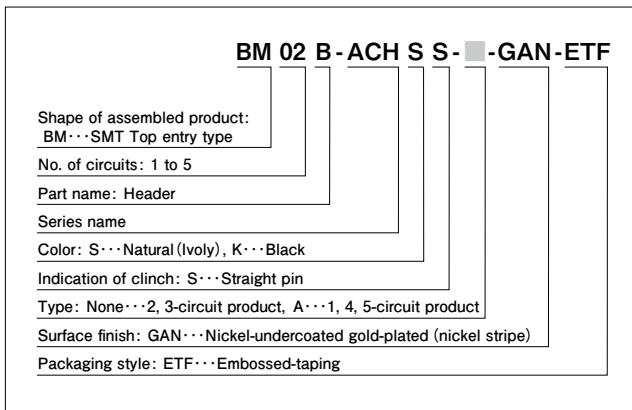 BM 02 B - ACH S S - - GAN - ETF
Shape of assembled product:
BM･･･SMT Top entry type
No. of circuits: 1 to 5
Part name: Header
Series name
Color: S･･･Natural (Ivoly), K･･･Black
Indication of clinch: S･･･Straight pin
Type: None･･･2, 3-circuit product, A･･･1, 4, 5-circuit product
Surface finish: GAN･･･Nickel-undercoated gold-plated (nickel stripe)
Packaging style: ETF･･･Embossed-taping